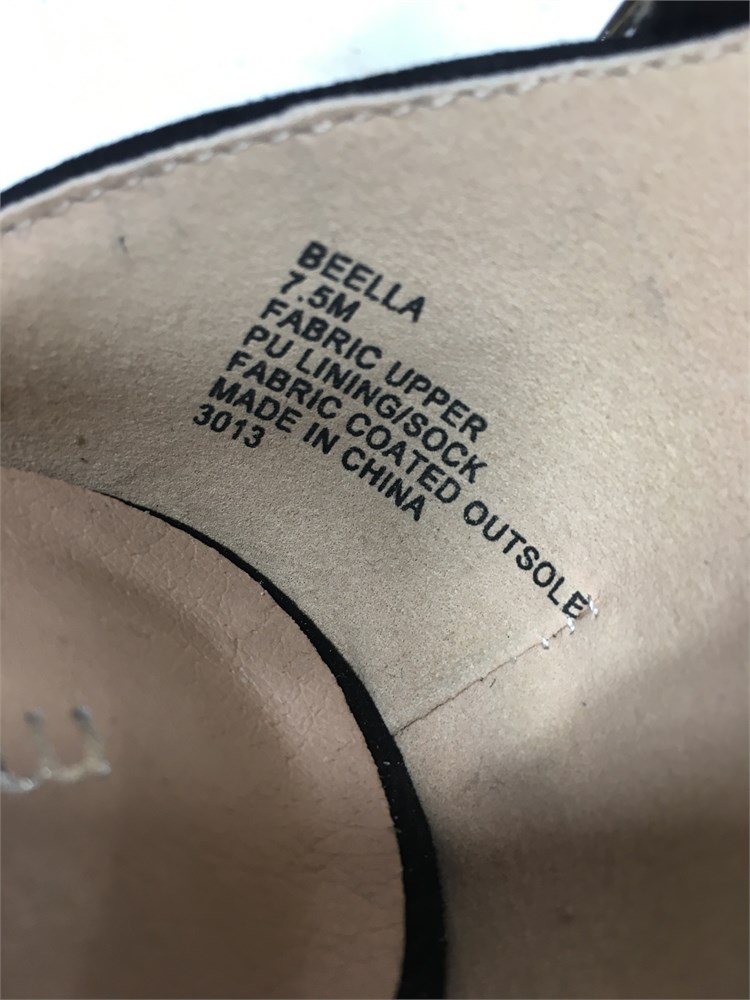 BEELLA
7.5M
FABRIC UPPER
PU LINING/SOCK
FABRIC COATED OUTSOLE
MADE IN CHINA
3013